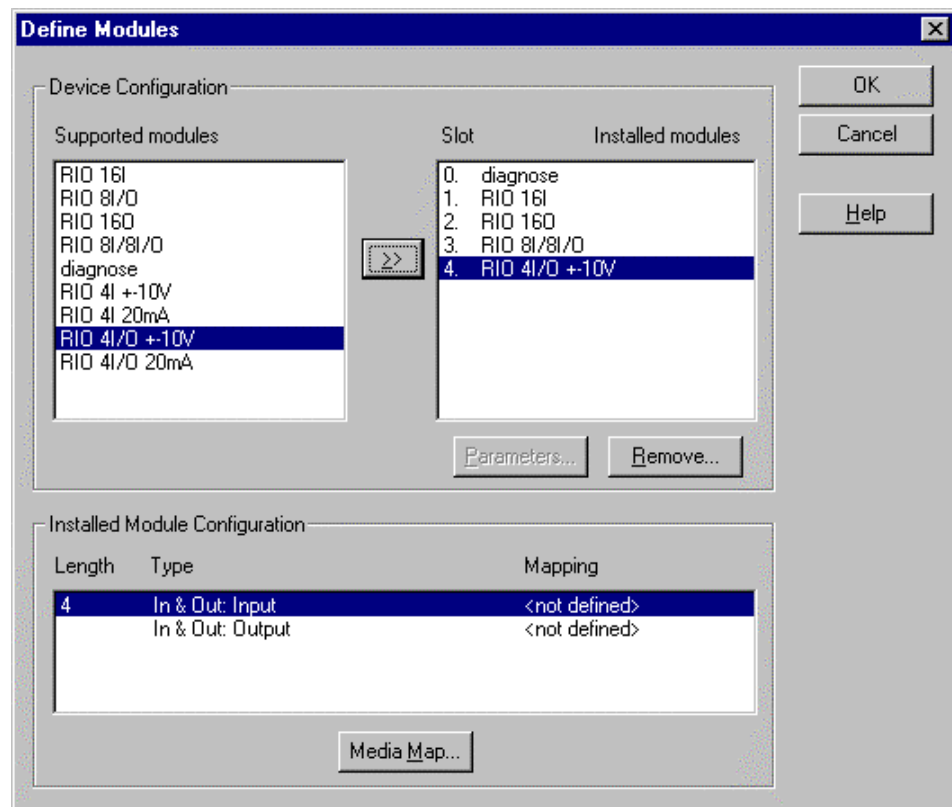 Define Modules
Device Configuration
Supported modules
RIO 16I
RIO 8I/O
RIO 16O
RIO 8I/8I/O
diagnose
RIO 4I +-10V
RIO 4I 20mA
RIO 4I/O +-10V
RIO 4I/O 20mA
>>
Slot Installed modules
0. diagnose
1. RIO 16I
2. RIO 16O
3. RIO 8I/8I/O
4. RIO 4I/O +-10V
Parameters...
Remove...
OK
Cancel
Help
Installed Module Configuration
Length Type Mapping
4 In & Out: Input <not defined>
In & Out: Output <not defined>
Media Map...